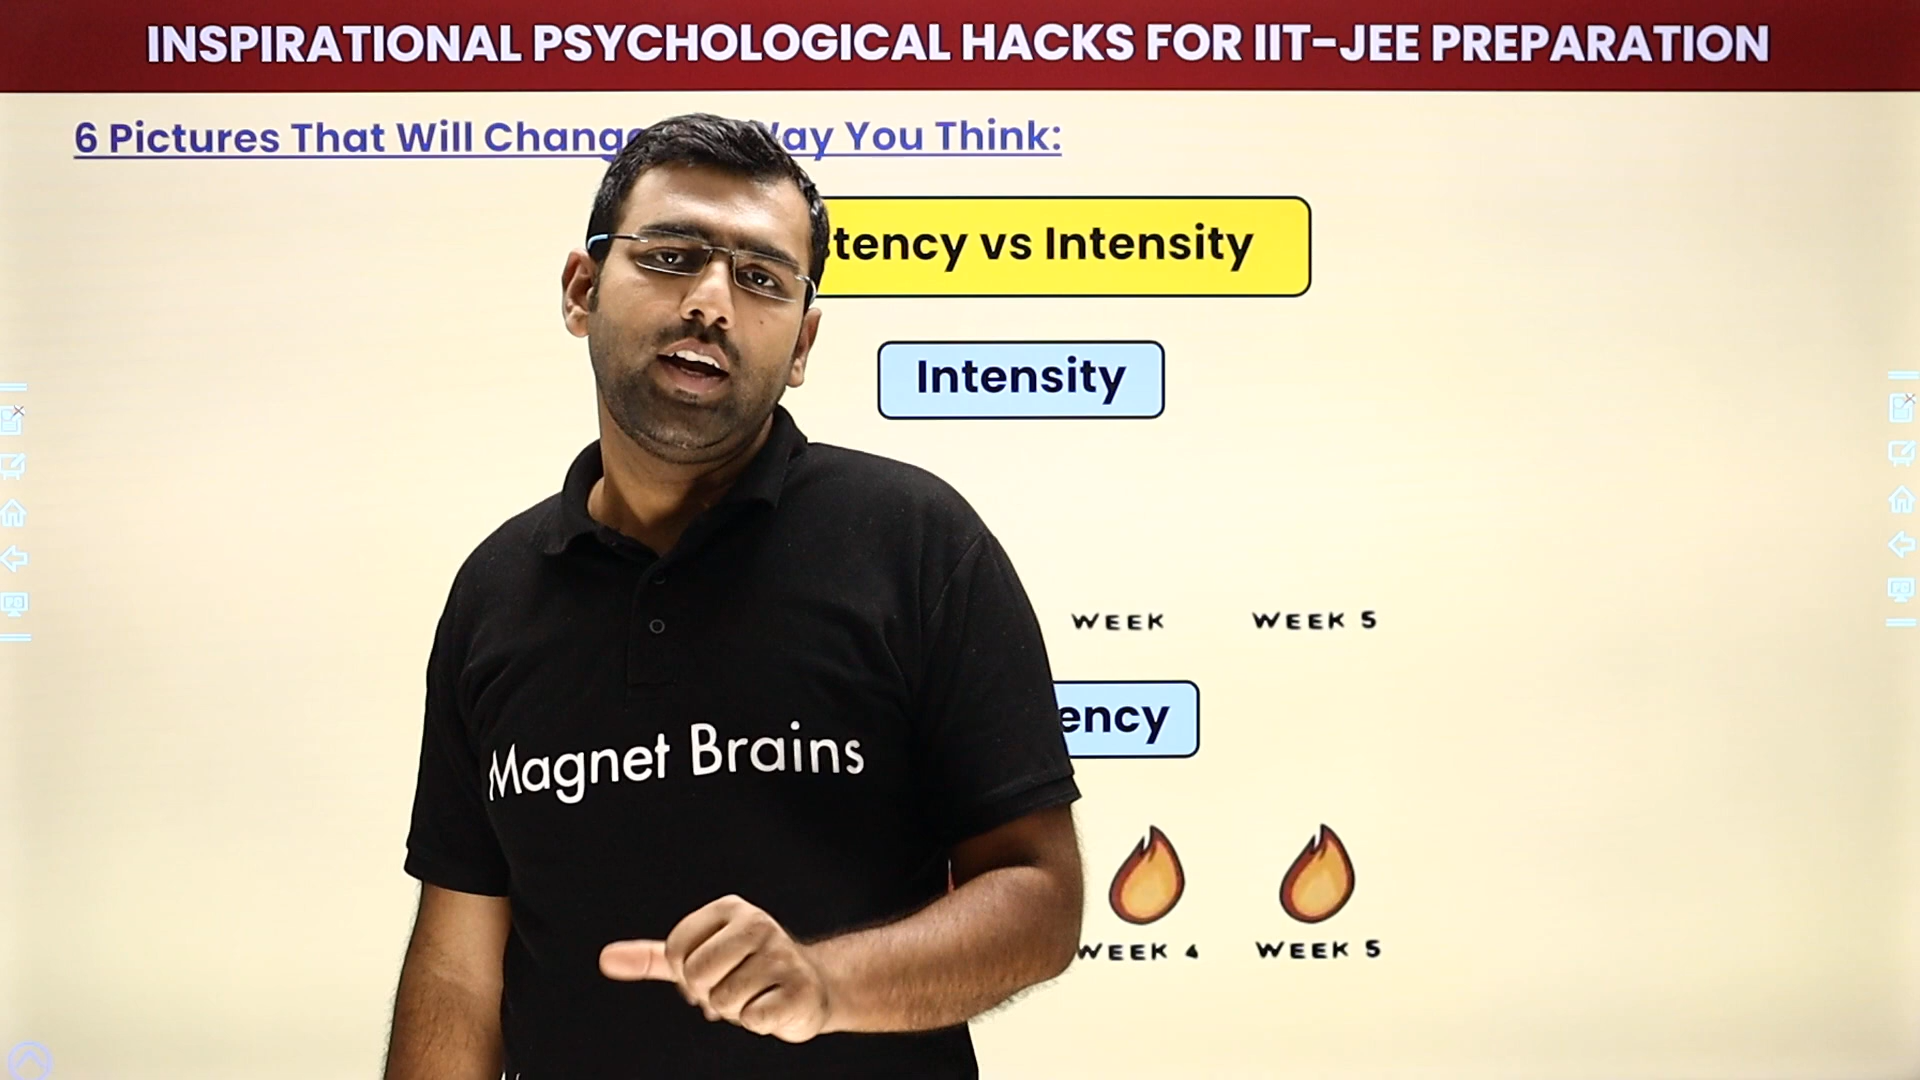 INSPIRATIONAL PSYCHOLOGICAL HACKS FOR IIT-JEE PREPARATION
6 Pictures That Will Change Way You Think:
tency vs Intensity
Intensity
WEEK WEEK 5
ency
Magnet Brains
WEEK 4 WEEK 5